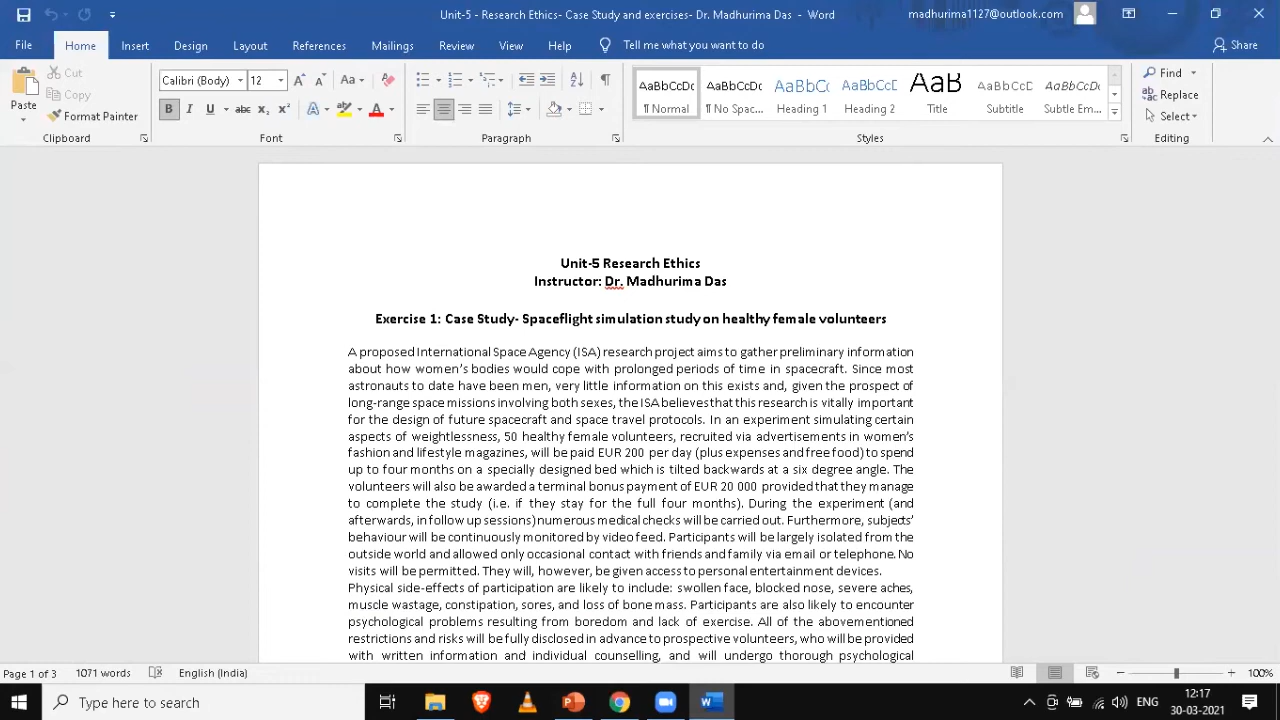 Unit-5 - Research Ethics- Case Study and exercises- Dr. Madhurima Das - Word
madhurima1127@outlook.com
File Home Insert Design Layout References Mailings Review View Help Tell me what you want to do Share
Paste
Cut
Copy
Format Painter
Clipboard
Calibri (Body) 12
Font
Paragraph
AaBbCcDc AaBbCcDc AaBbCc AaBbCcE AaB AaBbCcD AaBbCcDc
¶ Normal ¶ No Spac... Heading 1 Heading 2 Title Subtitle Subtle Em...
Styles
Find
Replace
Select
Editing
Unit-5 Research Ethics
Instructor: Dr. Madhurima Das
Exercise 1: Case Study- Spaceflight simulation study on healthy female volunteers
A proposed International Space Agency (ISA) research project aims to gather preliminary information
about how women's bodies would cope with prolonged periods of time in spacecraft. Since most
astronauts to date have been men, very little information on this exists and, given the prospect of
long-range space missions involving both sexes, the ISA believes that this research is vitally important
for the design of future spacecraft and space travel protocols. In an experiment simulating certain
aspects of weightlessness, 50 healthy female volunteers, recruited via advertisements in women's
fashion and lifestyle magazines, will be paid EUR 200 per day (plus expenses and free food) to spend
up to four months on a specially designed bed which is tilted backwards at a six degree angle. The
volunteers will also be awarded a terminal bonus payment of EUR 20 000 provided that they manage
to complete the study (i.e. if they stay for the full four months). During the experiment (and
afterwards, in follow up sessions) numerous medical checks will be carried out. Furthermore, subjects'
behaviour will be continuously monitored by video feed. Participants will be largely isolated from the
outside world and allowed only occasional contact with friends and family via email or telephone. No
visits will be permitted. They will, however, be given access to personal entertainment devices.
Physical side-effects of participation are likely to include: swollen face, blocked nose, severe aches,
muscle wastage, constipation, sores, and loss of bone mass. Participants are also likely to encounter
psychological problems resulting from boredom and lack of exercise. All of the abovementioned
restrictions and risks will be fully disclosed in advance to prospective volunteers, who will be provided
with written information and individual counselling, and will undergo thorough psychological
Page 1 of 3 1071 words English (India) 100%
Type here to search
ENG
12:17
30-03-2021